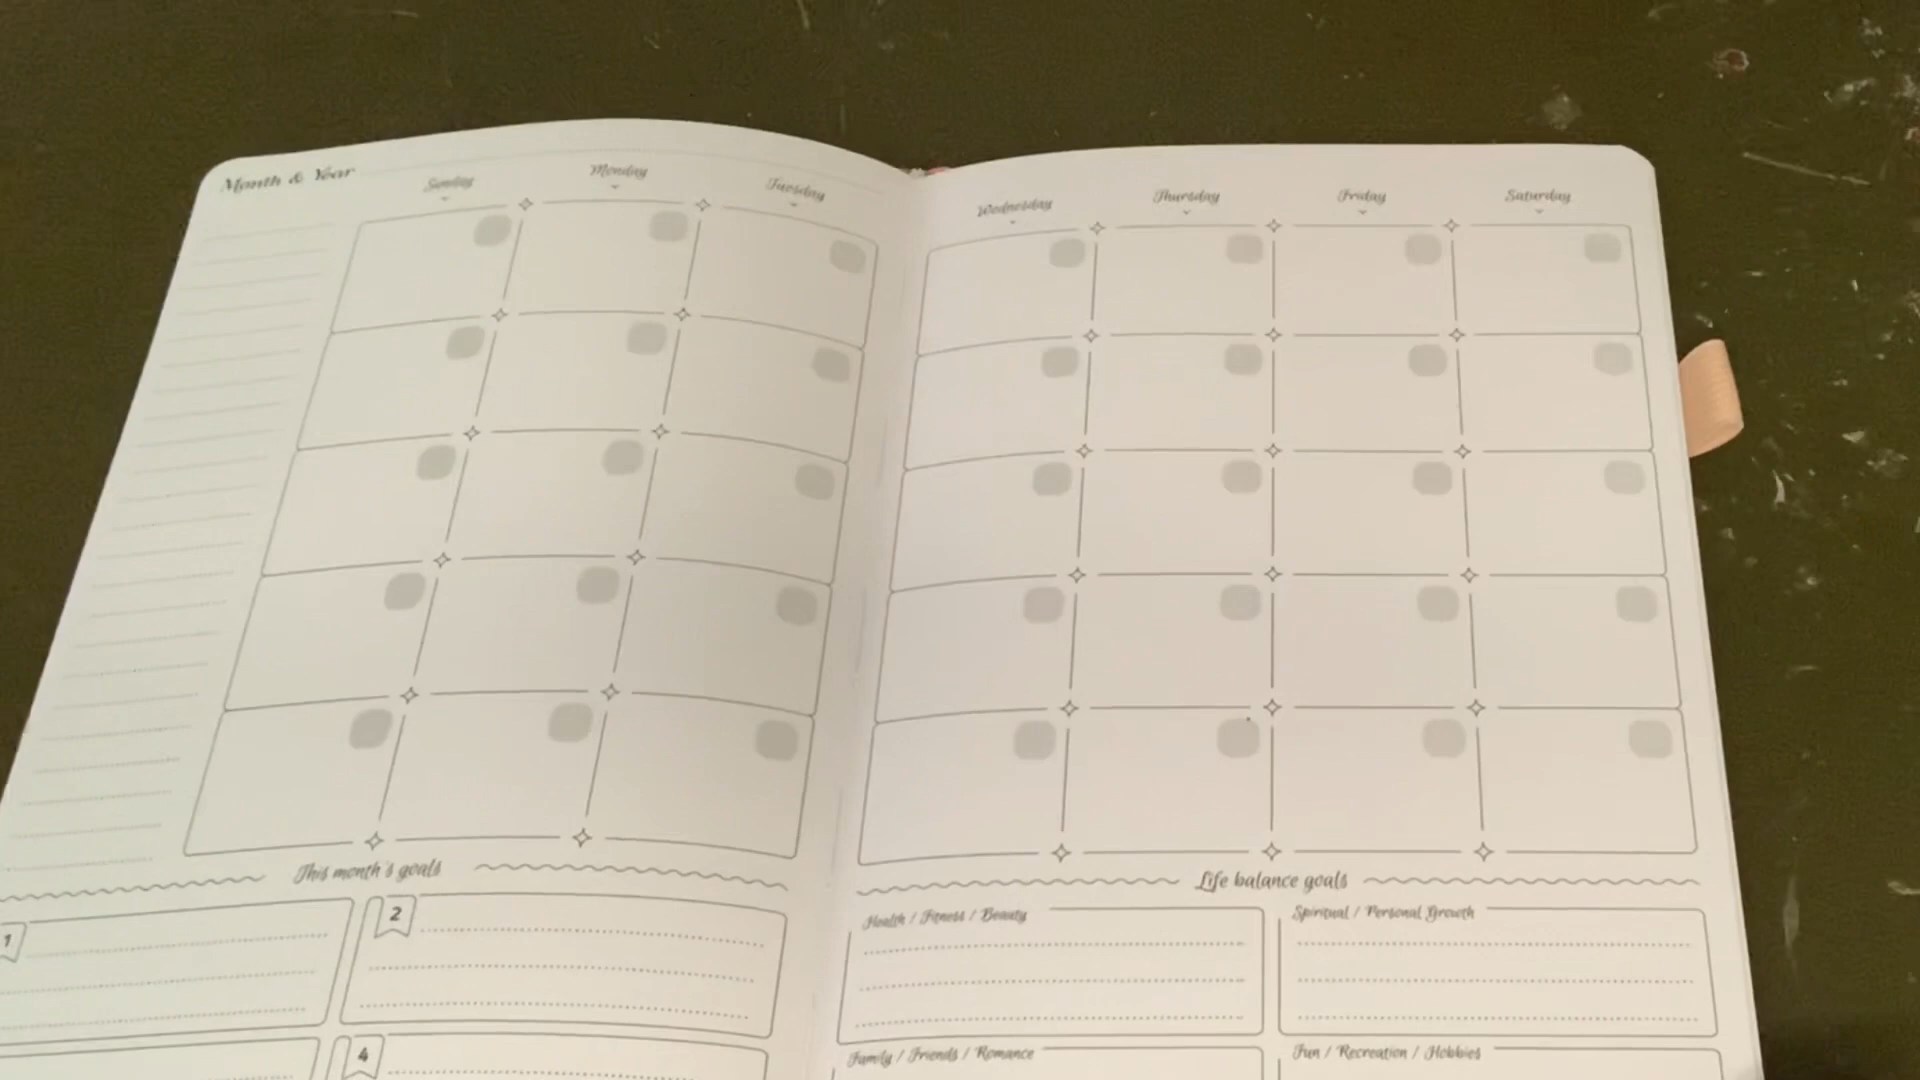 Month & Year
Sunday Monday Tuesday
Wednesday Thursday Friday Saturday
This month's goals
1 2
4
Life balance goals
Health / Fitness / Beauty Spiritual / Personal Growth
Family / Friends / Romance Fun / Recreation / Hobbies